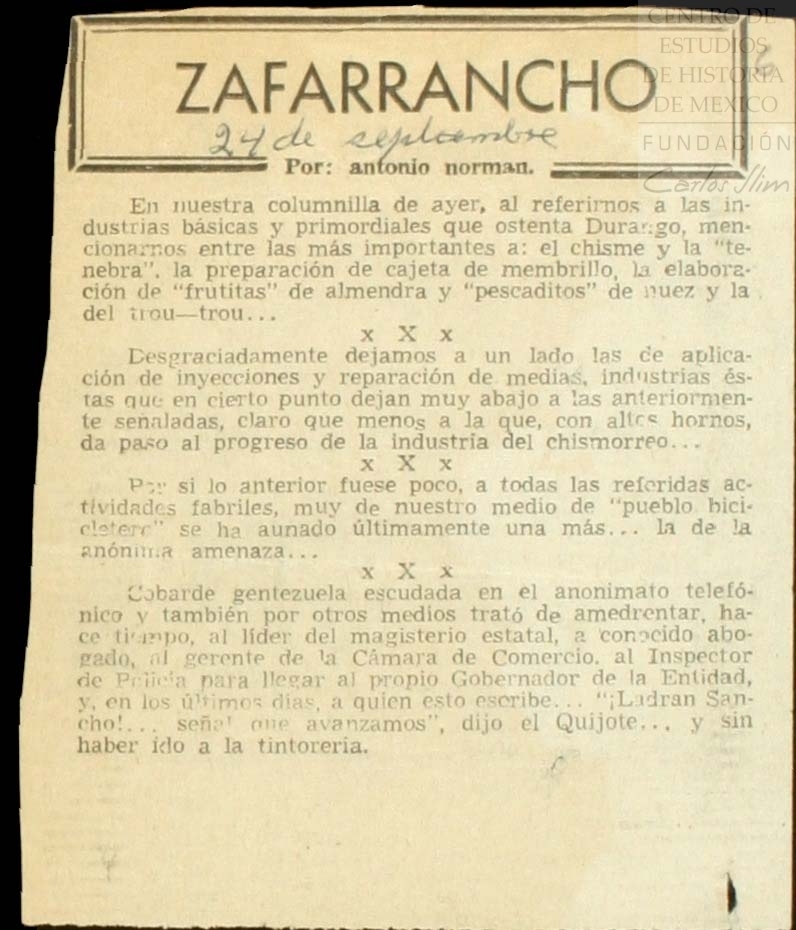 CENTRO DE
ESTUDIOS
DE HISTORIA
DE MEXICO
FUNDACIÓN
Carlos Slim
6
ZAFARRANCHO
24 de septiembre
Por: antonio norman.
En nuestra columnilla de ayer, al referirnos a las in-
dustrias básicas y primordiales que ostenta Durango, men-
cionarnos entre las más importantes a: el chisme y la "te-
nebra". la preparación de cajeta de membrillo, la elabora-
ción de "frutitas" de almendra y "pescaditos" de nuez y la
del trou—trou...
x X x
Desgraciadamente dejamos a un lado las de aplica-
ción de inyecciones y reparación de medias, industrias és-
tas que en cierto punto dejan muy abajo a las anteriormen-
te señaladas, claro que menos a la que, con altos hornos,
da paso al progreso de la industria del chismorreo...
x X x
Por si lo anterior fuese poco, a todas las referidas ac-
tividades fabriles, muy de nuestro medio de "pueblo bici-
cletero" se ha aunado últimamente una más... la de la
anónima amenaza...
x X x
Cobarde gentezuela escudada en el anonimato telefó-
nico y también por otros medios trató de amedrentar, ha-
ce tiempo, al líder del magisterio estatal, a conocido abo-
gado, al gerente de la Cámara de Comercio. al Inspector
de Policía para llegar al propio Gobernador de la Entidad,
y, en los últimos días, a quien esto escribe... "¡Ladran San-
cho!... señal que avanzamos", dijo el Quijote... y sin
haber ido a la tintorería.